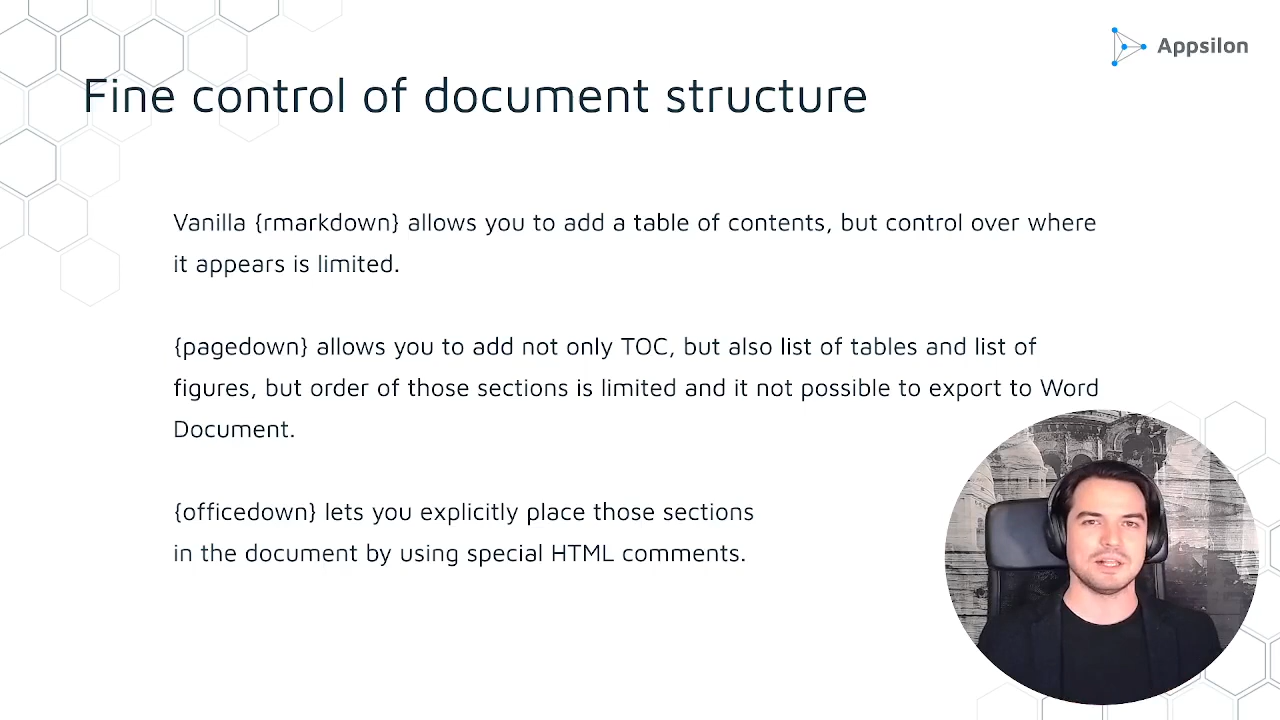 Appsilon
Fine control of document structure
Vanilla {rmarkdown} allows you to add a table of contents, but control over where
it appears is limited.
{pagedown} allows you to add not only TOC, but also list of tables and list of
figures, but order of those sections is limited and it not possible to export to Word
Document.
{officedown} lets you explicitly place those sections
in the document by using special HTML comments.